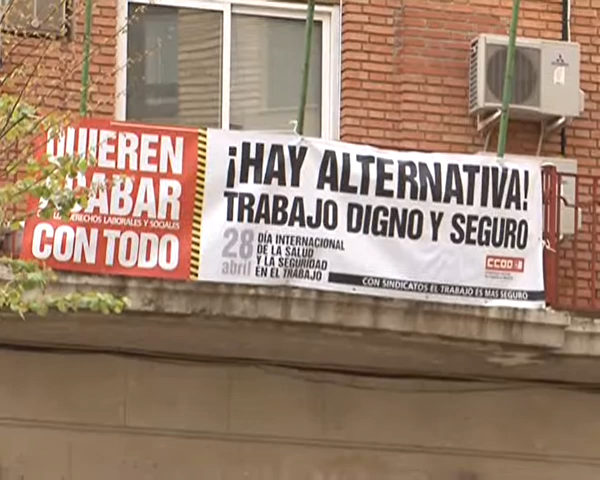 QUIEREN
ACABAR
DERECHOS LABORALES Y SOCIALES
CON TODO
¡HAY ALTERNATIVA!
TRABAJO DIGNO Y SEGURO
28
abril
DÍA INTERNACIONAL
DE LA SALUD
Y LA SEGURIDAD
EN EL TRABAJO
CCOO
CON SINDICATOS EL TRABAJO ES MAS SEGURO